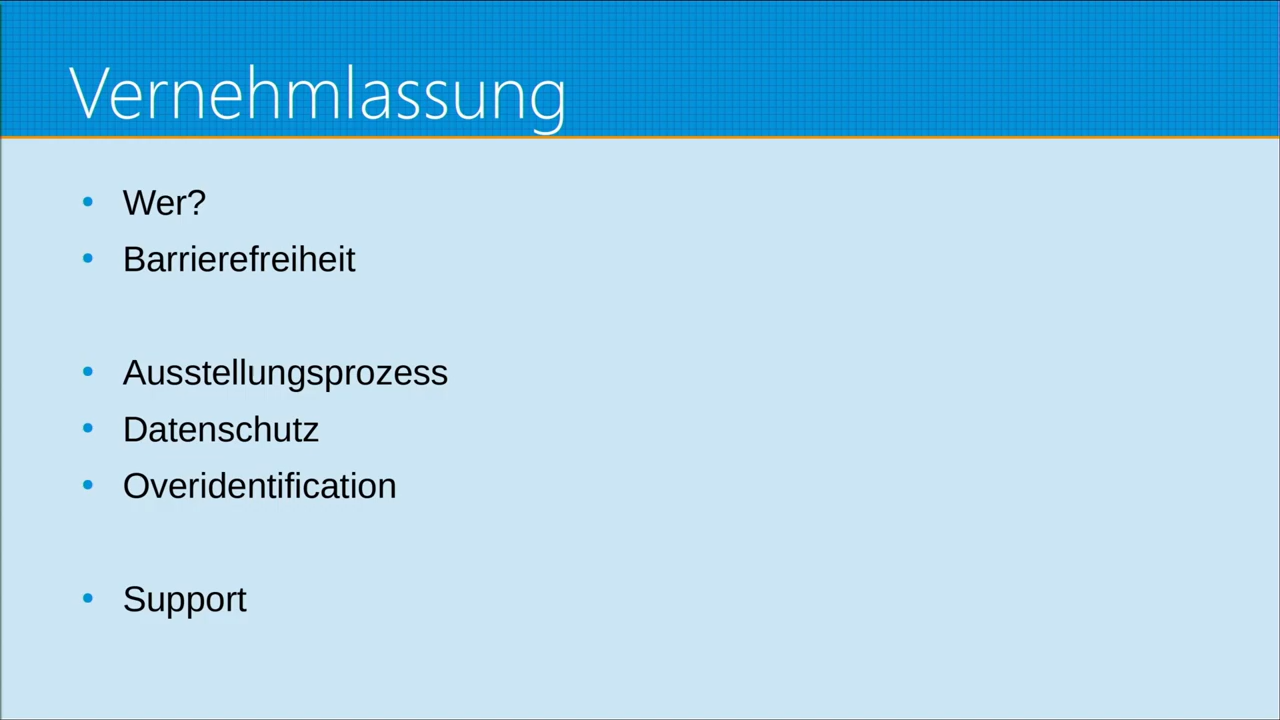 Vernehmlassung
• Wer?
• Barrierefreiheit
• Ausstellungsprozess
• Datenschutz
• Overidentification
• Support